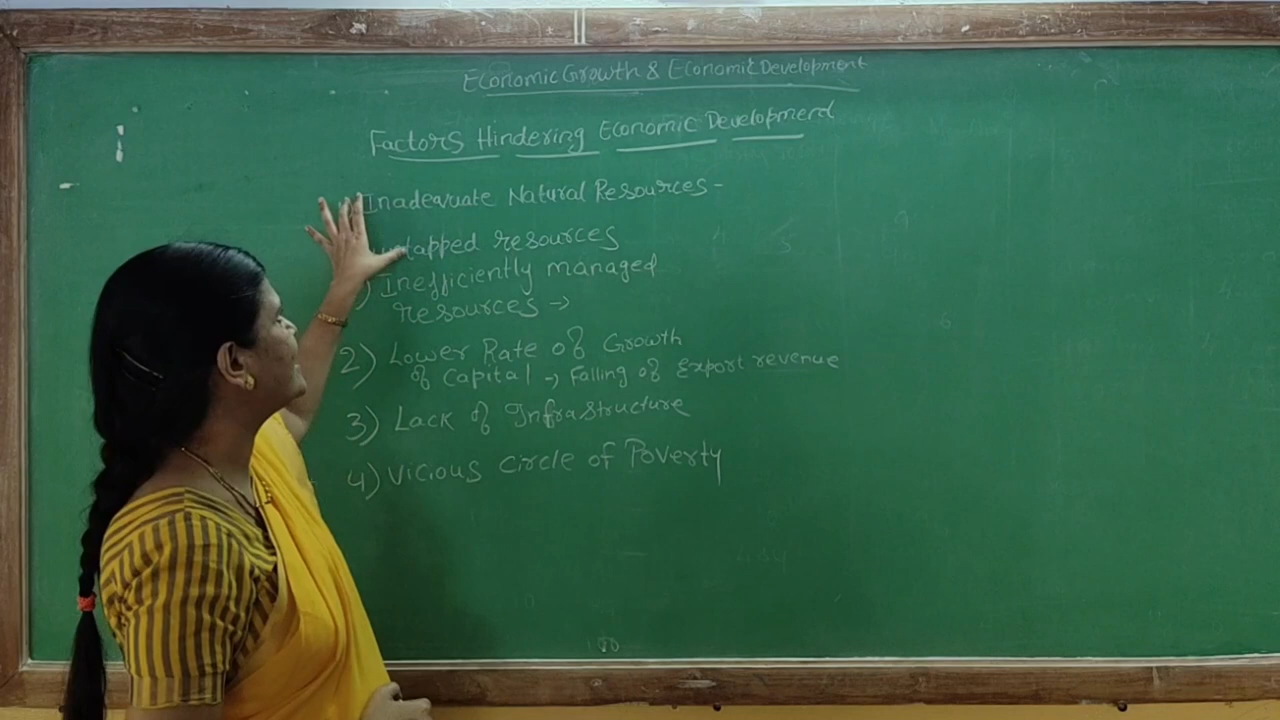 Economic Growth & Economic Development
Factors Hindering Economic Development
Inadequate Natural Resources-
untapped resources
) Inefficiently managed
resources ->
2) Lower Rate of Growth
of Capital -> Falling of Export revenue
3) Lack of Infrastructure
4) Vicious Circle of Poverty